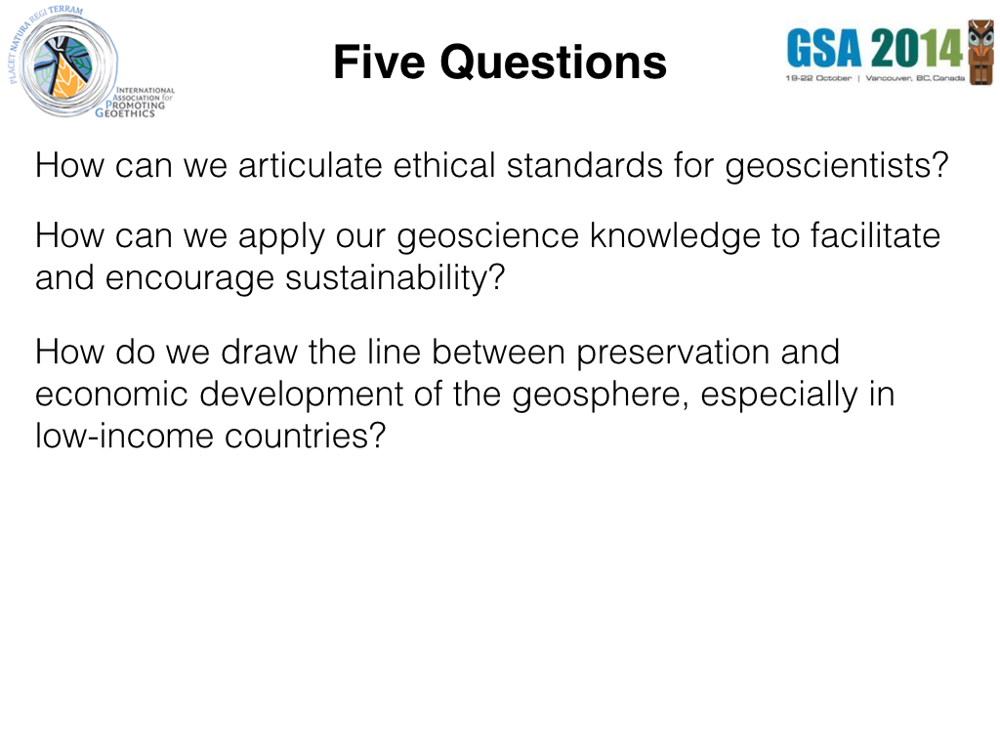 PLACET NATURA REGI TERRAM
INTERNATIONAL
ASSOCIATION for
PROMOTING
GEOETHICS
Five Questions
GSA 2014
19-22 October | Vancouver, BC, Canada
How can we articulate ethical standards for geoscientists?
How can we apply our geoscience knowledge to facilitate
and encourage sustainability?
How do we draw the line between preservation and
economic development of the geosphere, especially in
low-income countries?